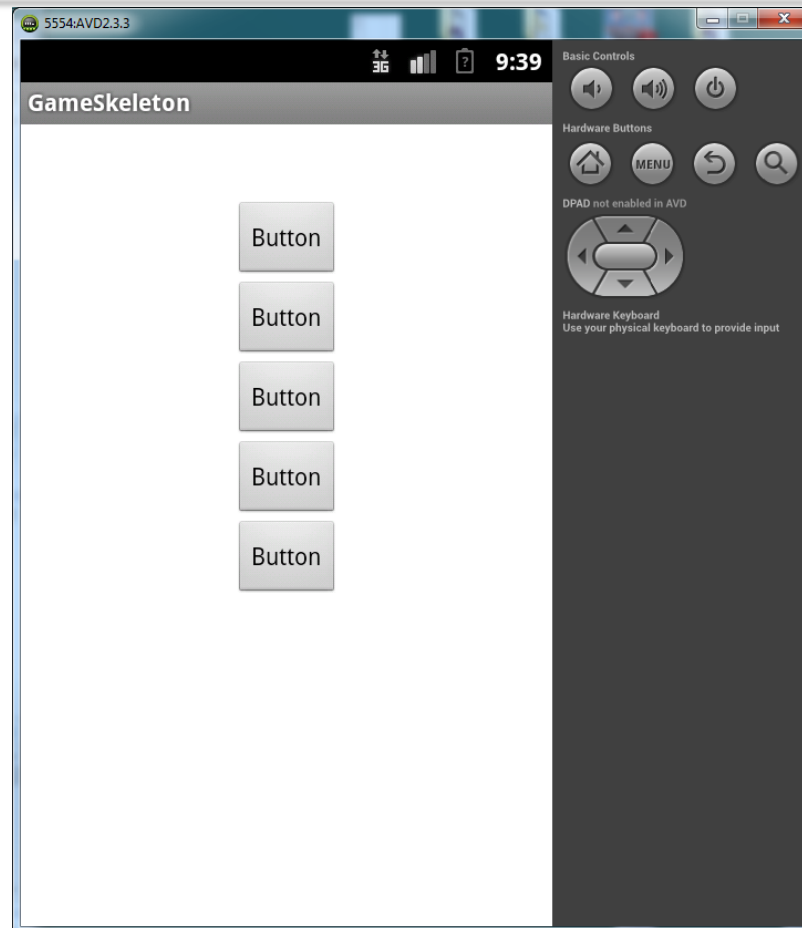 5554:AVD2.3.3
3G ? 9:39
GameSkeleton
Button
Button
Button
Button
Button
Basic Controls
Hardware Buttons
MENU
DPAD not enabled in AVD
Hardware Keyboard
Use your physical keyboard to provide input